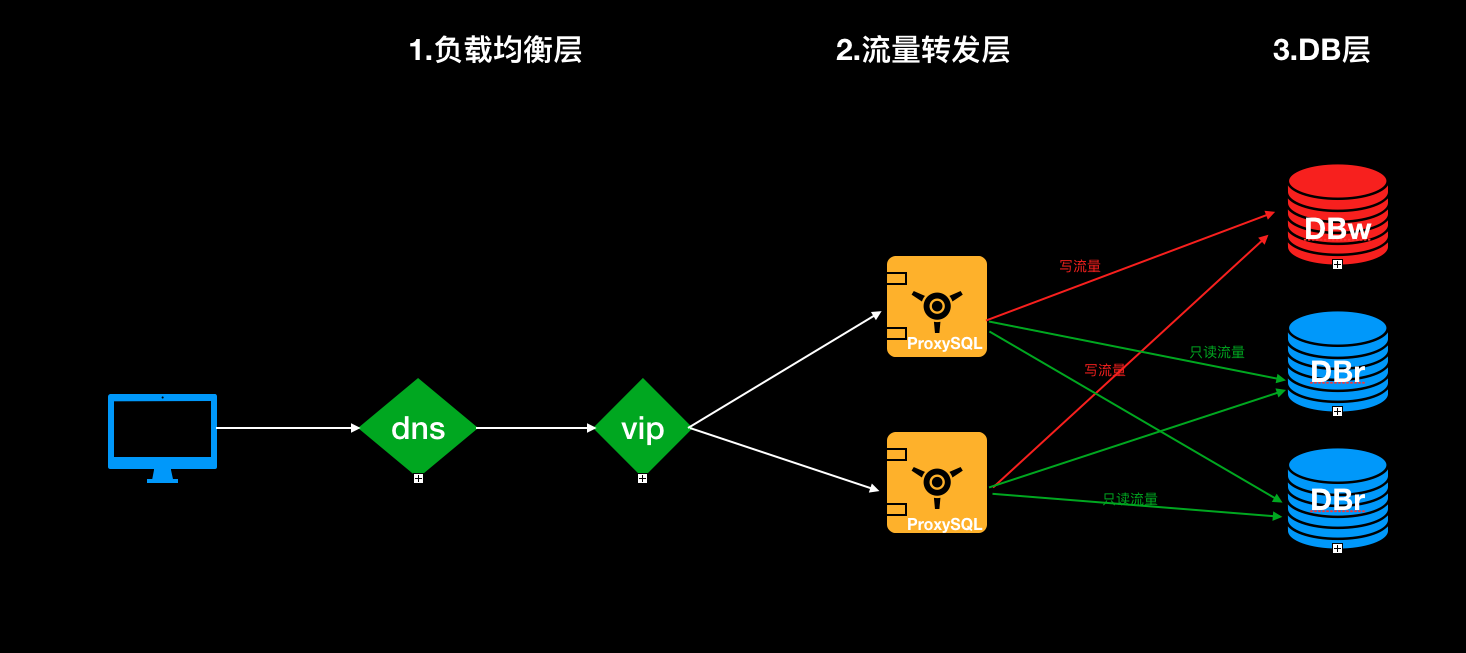 1.负载均衡层
2.流量转发层
3.DB层
dns
vip
ProxySQL
ProxySQL
写流量
只读流量
写流量
只读流量
DBw
DBr
DBr